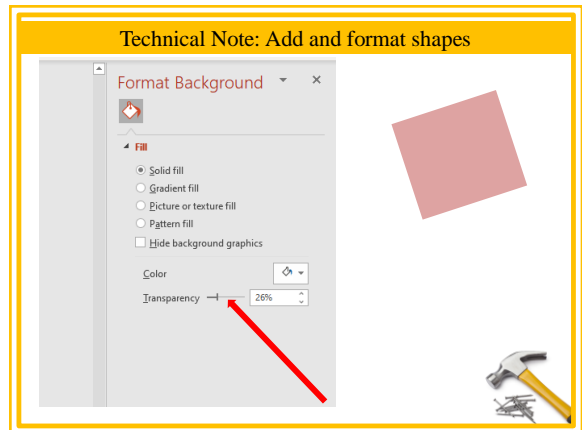 Technical Note: Add and format shapes
Format Background
Fill
Solid fill
Gradient fill
Picture or texture fill
Pattern fill
Hide background graphics
Color
Transparency 26%